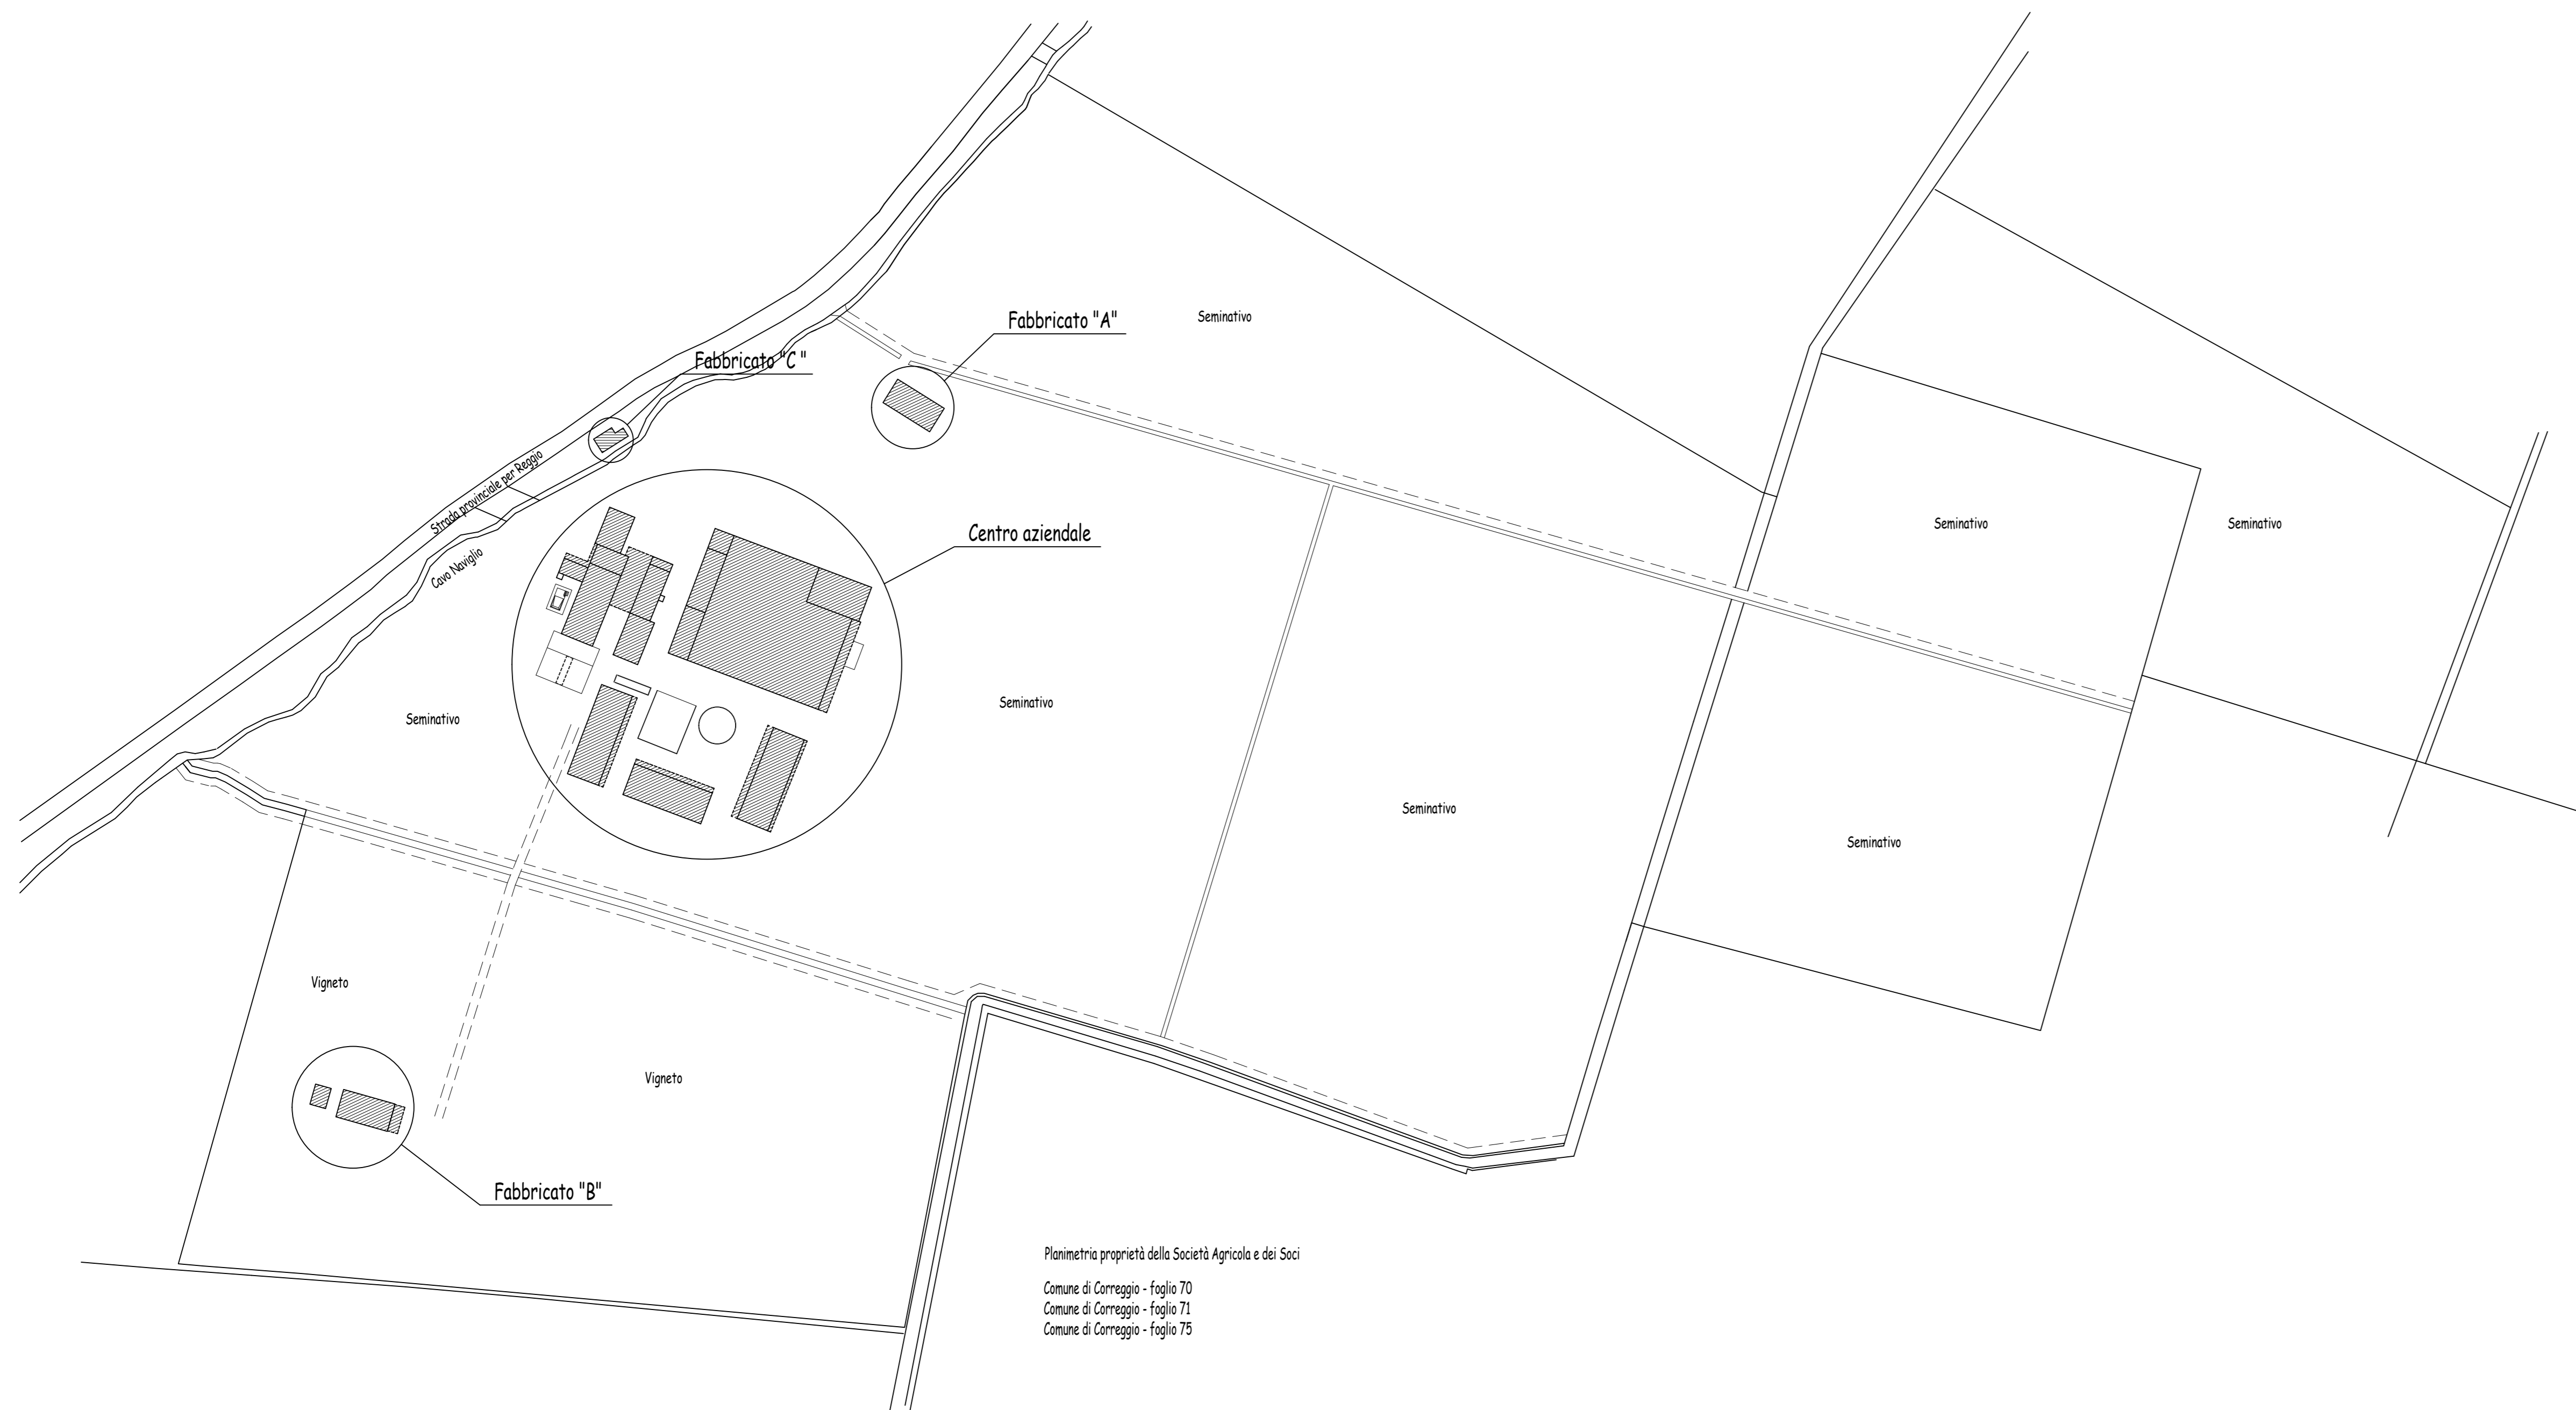 Fabbricato "A"
Seminativo
Fabbricato "C "
Strada provinciale per Reggio
Cavo Naviglio
Centro aziendale
Seminativo
Seminativo
Seminativo
Seminativo
Seminativo
Seminativo
Vigneto
Vigneto
Fabbricato "B"
Planimetria proprietà della Società Agricola e dei Soci
Comune di Correggio - foglio 70
Comune di Correggio - foglio 71
Comune di Correggio - foglio 75